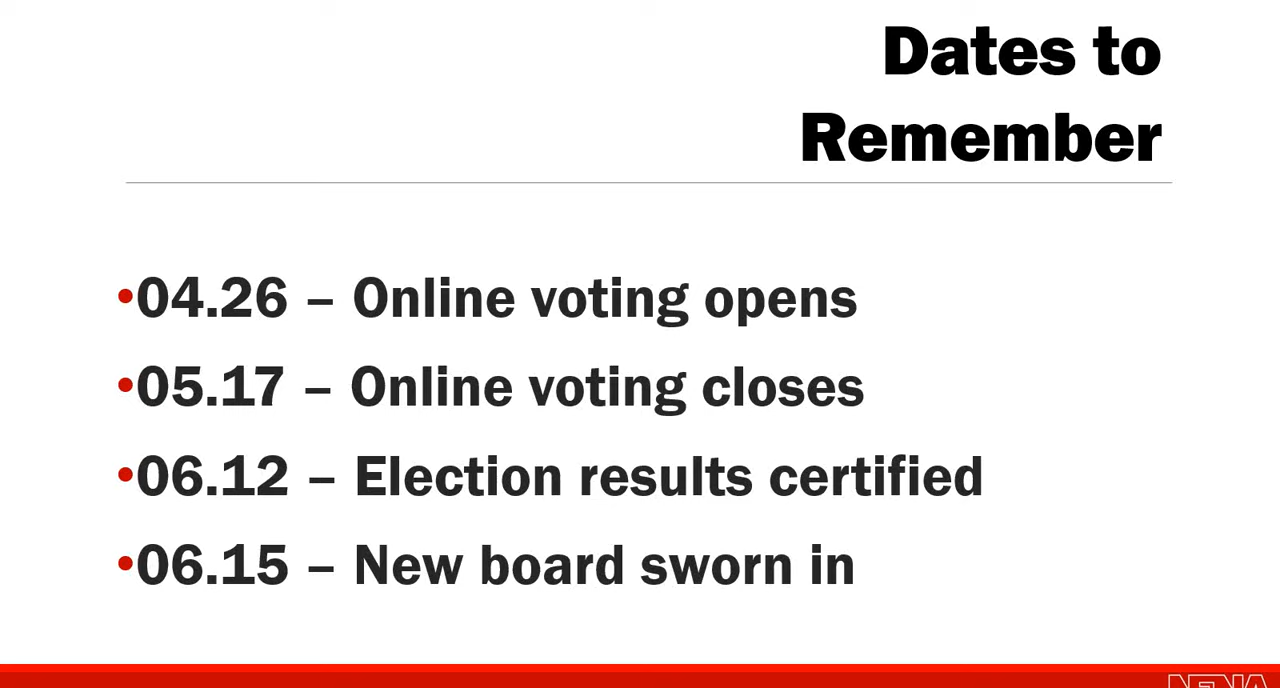 Dates to
Remember
•04.26 – Online voting opens
•05.17 – Online voting closes
•06.12 – Election results certified
•06.15 – New board sworn in
NENA